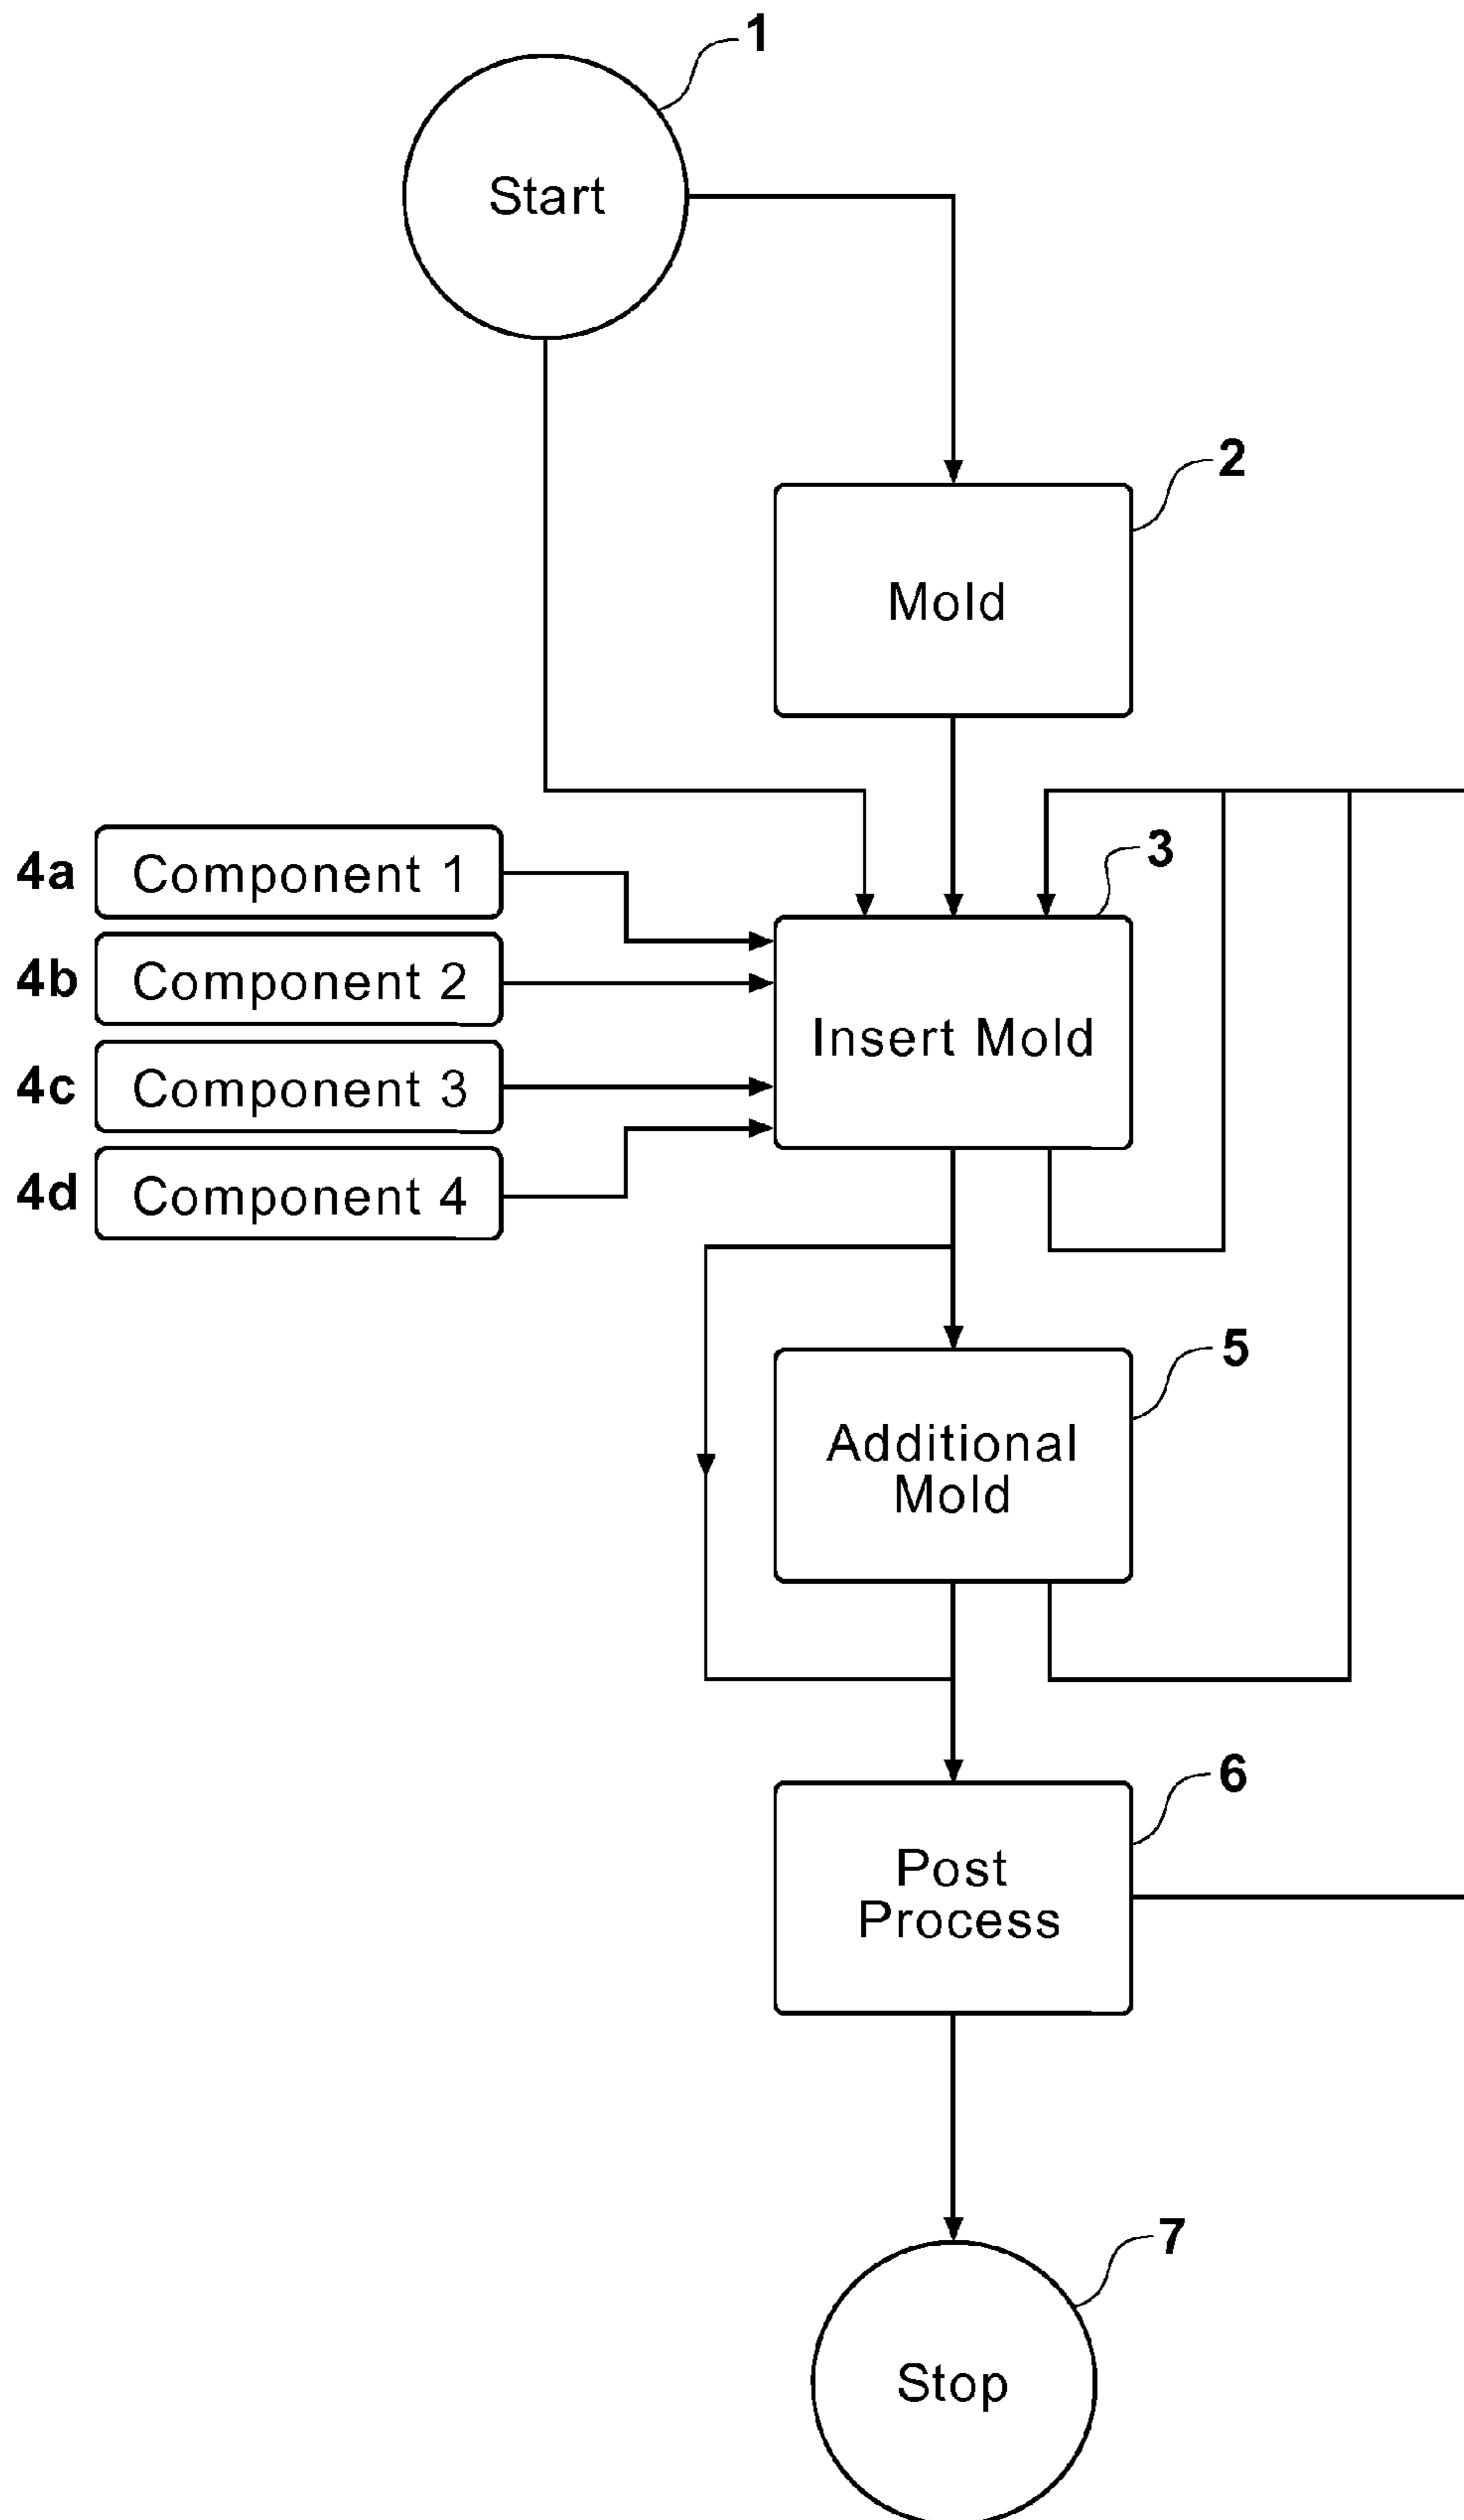 1
Start
2
Mold
3
4a Component 1
4b Component 2
Insert Mold
4c Component 3
4d Component 4
5
Additional
Mold
6
Post
Process
7
Stop